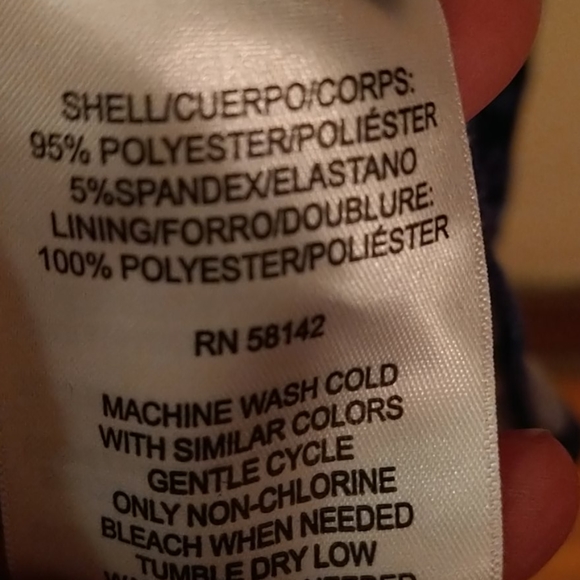 SHELL/CUERPO/CORPS:
95% POLYESTER/POLIÉSTER
5%SPANDEX/ELASTANO
LINING/FORRO/DOUBLURE:
100% POLYESTER/POLIÉSTER
RN 58142
MACHINE WASH COLD
WITH SIMILAR COLORS
GENTLE CYCLE
ONLY NON-CHLORINE
BLEACH WHEN NEEDED
TUMBLE DRY LOW